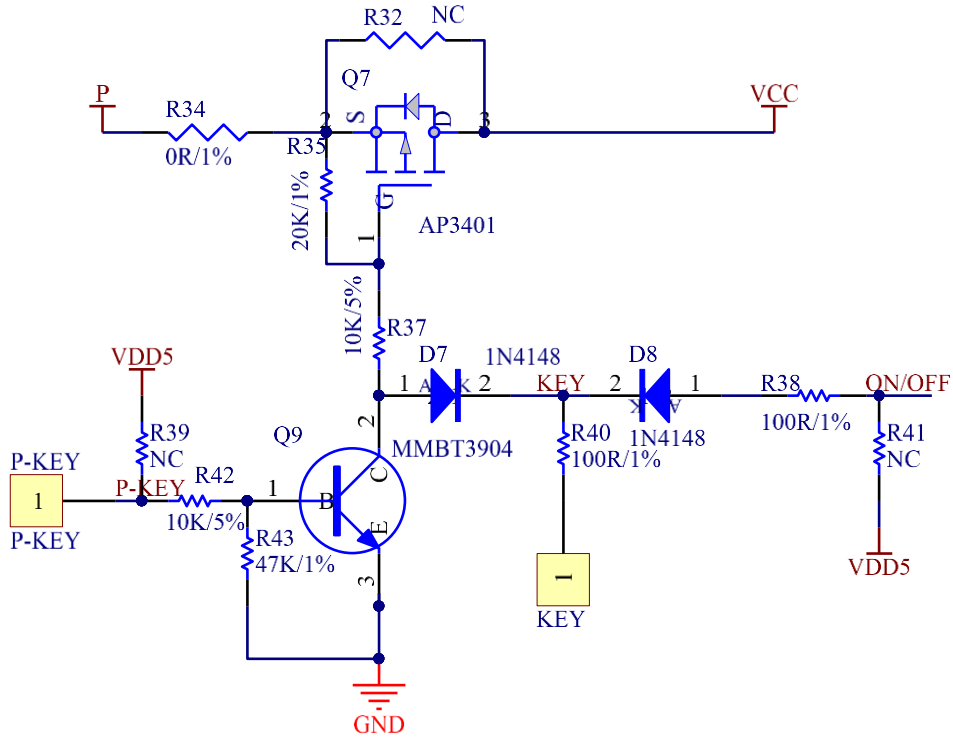 R32 NC
Q7
P
R34
0R/1%
VCC
2
S
D
3
R35
20K/1%
G
1
AP3401
10K/5%
R37
VDD5
D7
1N4148
D8
1
A
K
2
KEY
2
K
A
1
R38
ON/OFF
100R/1%
1N4148
R39
NC
Q9
2
MMBT3904
R40
100R/1%
R41
NC
P-KEY
1
P-KEY
P-KEY
R42
10K/5%
1
B
C
E
R43
47K/1%
3
1
KEY
VDD5
GND